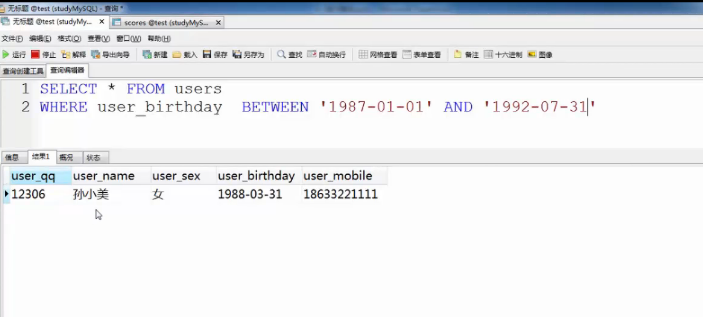 无标题 @test (studyMySQL) - 查询 *
无标题 @test (studyMy... scores @test (studyMyS...
文件(F) 编辑(E) 格式(O) 查看(V) 窗口(W) 帮助(H)
运行 停止 解释 导出向导 新建 载入 保存 另存为 查找 自动换行 网格查看 表单查看 备注 十六进制 图像
查询创建工具 查询编辑器
1 SELECT * FROM users
2 WHERE user_birthday BETWEEN '1987-01-01' AND '1992-07-31'
信息 结果1 概况 状态
user_qq user_name user_sex user_birthday user_mobile
12306 孙小美 女 1988-03-31 18633221111